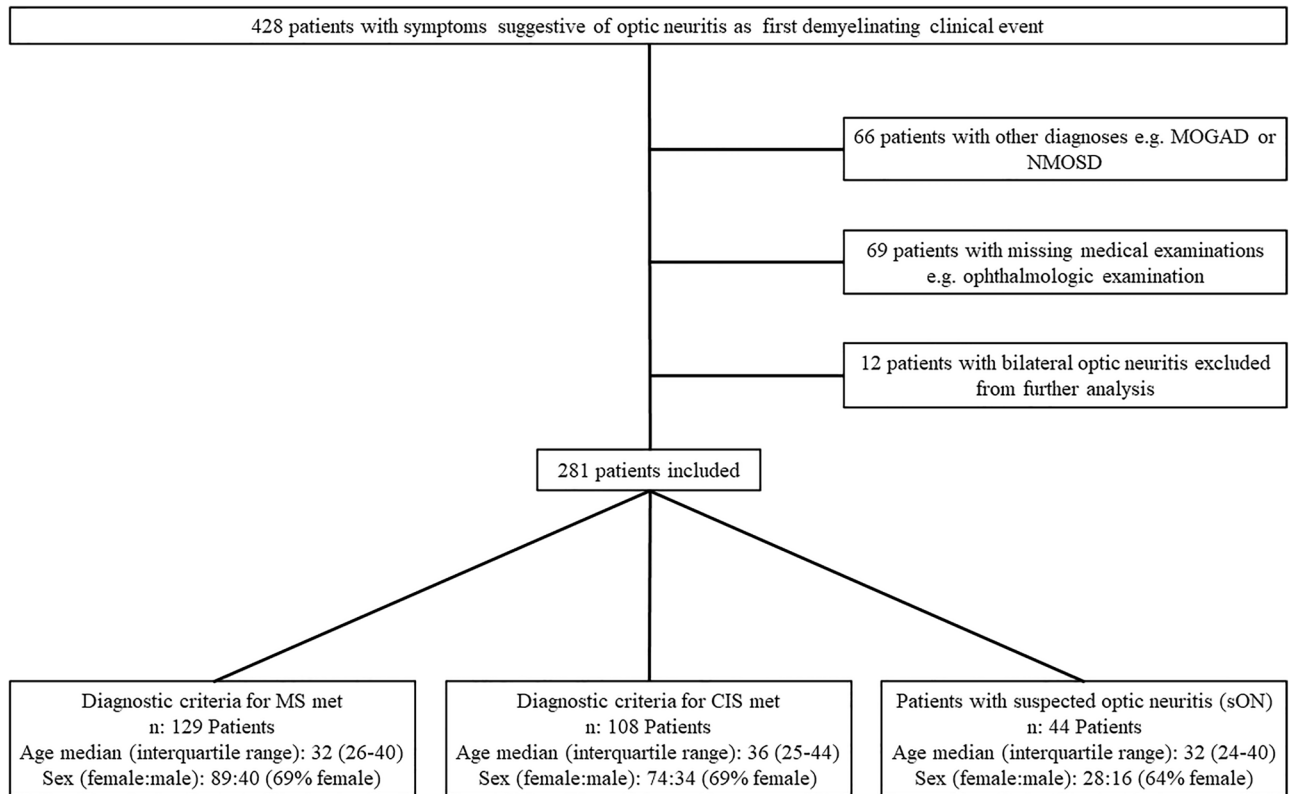 428 patients with symptoms suggestive of optic neuritis as first demyelinating clinical event
66 patients with other diagnoses e.g. MOGAD or
NMOSD
69 patients with missing medical examinations
e.g. ophthalmologic examination
12 patients with bilateral optic neuritis excluded
from further analysis
281 patients included
Diagnostic criteria for MS met
n: 129 Patients
Age median (interquartile range): 32 (26-40)
Sex (female:male): 89:40 (69% female)
Diagnostic criteria for CIS met
n: 108 Patients
Age median (interquartile range): 36 (25-44)
Sex (female:male): 74:34 (69% female)
Patients with suspected optic neuritis (sON)
n: 44 Patients
Age median (interquartile range): 32 (24-40)
Sex (female:male): 28:16 (64% female)